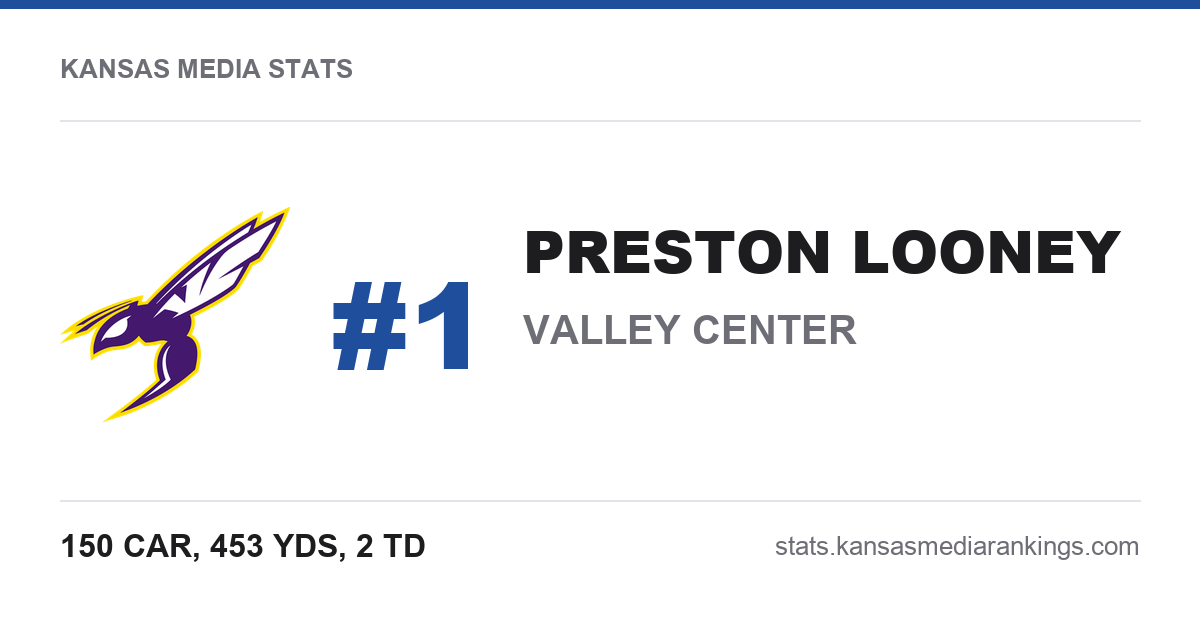 KANSAS MEDIA STATS
#1
PRESTON LOONEY
VALLEY CENTER
150 CAR, 453 YDS, 2 TD
stats.kansasmediarankings.com